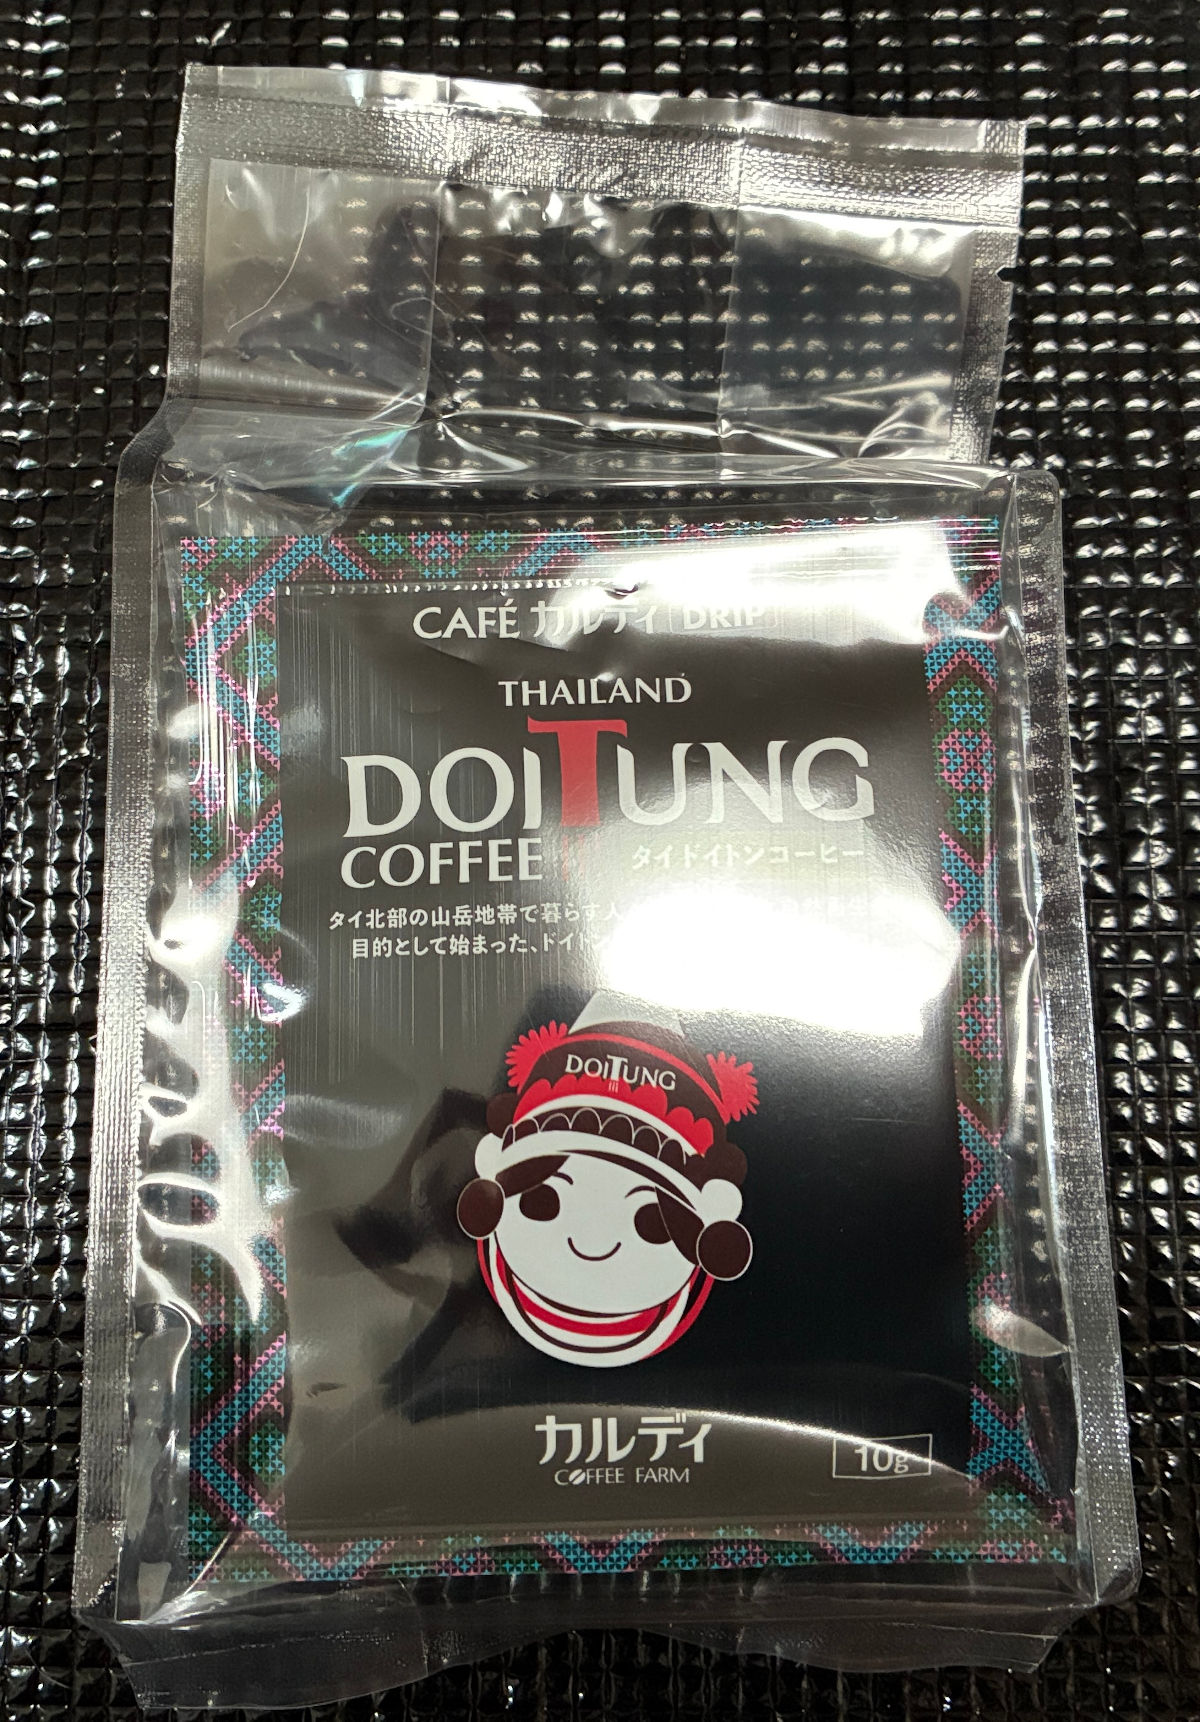 CAFÉ カルディ DRIP
THAILAND
DOITUNG
COFFEE タイ ドイトンコーヒー
タイ北部の山岳地帯で暮らす人
目的として始まった、ドイトン
DOITUNG
カルディ
COFFEE FARM
10g